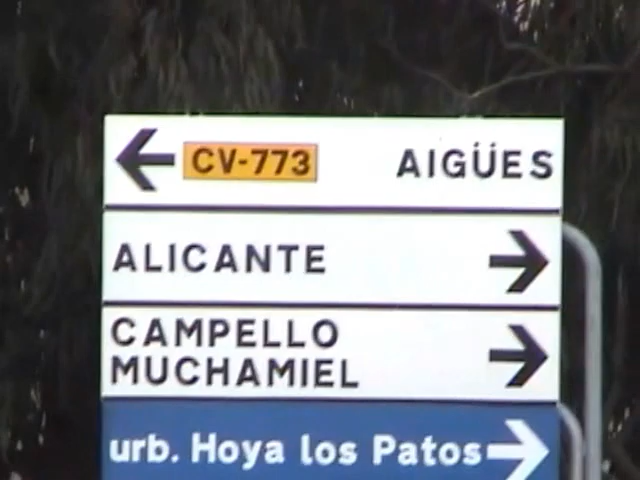 CV-773 AIGÜES
ALICANTE
CAMPELLO
MUCHAMIEL
urb. Hoya los Patos